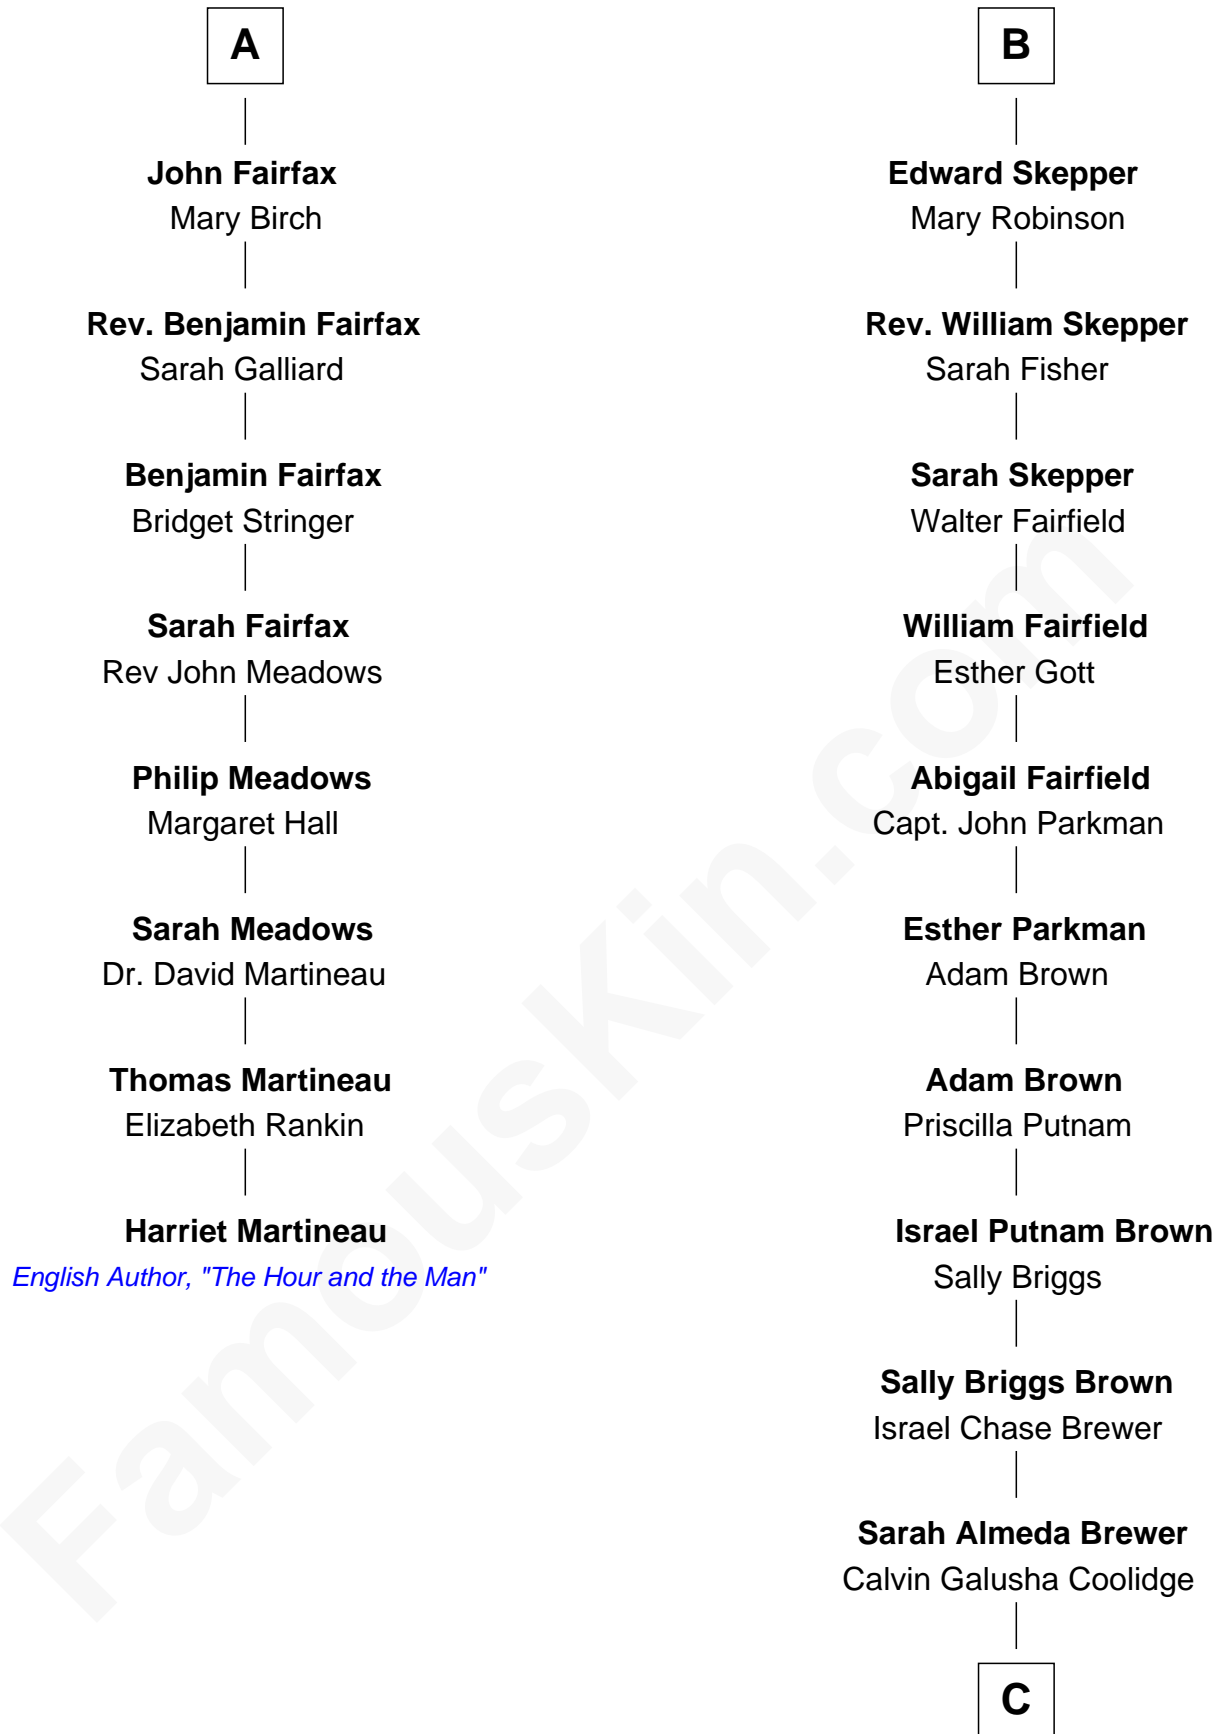 A
John Fairfax
Mary Birch
Rev. Benjamin Fairfax
Sarah Galliard
Benjamin Fairfax
Bridget Stringer
Sarah Fairfax
Rev John Meadows
Philip Meadows
Margaret Hall
Sarah Meadows
Dr. David Martineau
Thomas Martineau
Elizabeth Rankin
Harriet Martineau
English Author, "The Hour and the Man"
B
Edward Skepper
Mary Robinson
Rev. William Skepper
Sarah Fisher
Sarah Skepper
Walter Fairfield
William Fairfield
Esther Gott
Abigail Fairfield
Capt. John Parkman
Esther Parkman
Adam Brown
Adam Brown
Priscilla Putnam
Israel Putnam Brown
Sally Briggs
Sally Briggs Brown
Israel Chase Brewer
Sarah Almeda Brewer
Calvin Galusha Coolidge
C
FamousKin.com